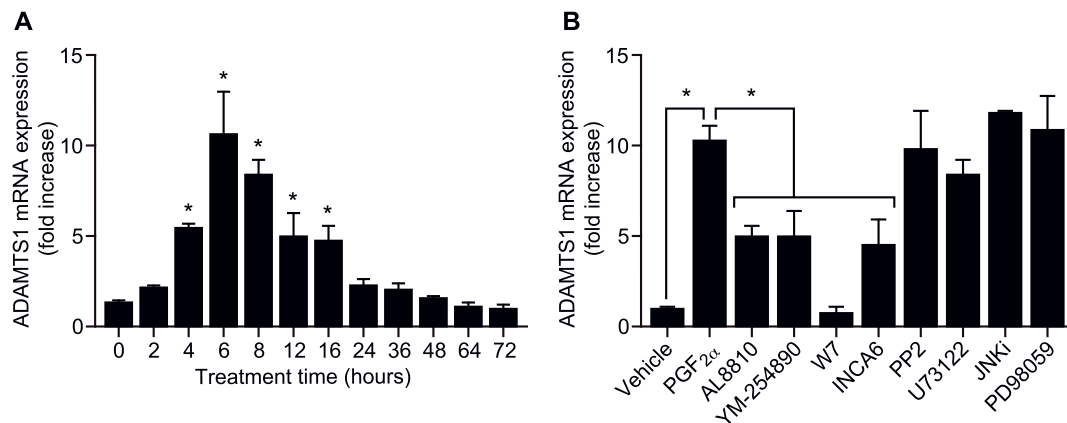 A
ADAMTS1 mRNA expression
(fold increase)
15
10
5
0
*
*
*
*
*
0 2 4 6 8 12 16 24 36 48 64 72
Treatment time (hours)
B
ADAMTS1 mRNA expression
(fold increase)
15
10
5
0
* *
Vehicle
PGF2α
AL8810
YM-254890
W7
INCA6
PP2
U73122
JNKi
PD98059